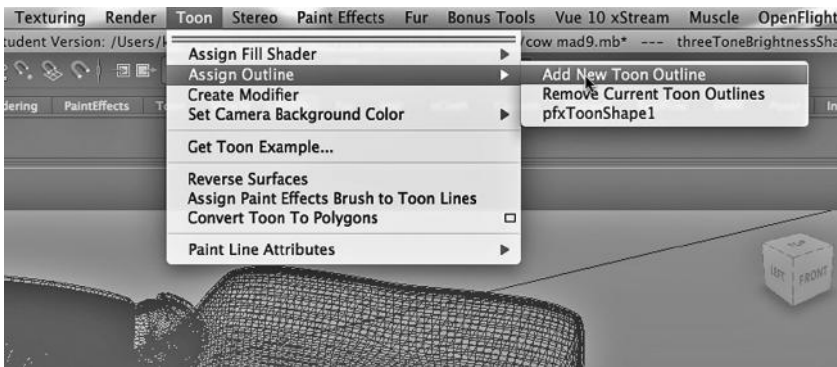 Texturing Render Toon Stereo Paint Effects Fur Bonus Tools Vue 10 xStream Muscle OpenFlight
tudent Version: /Users/k
/cow mad9.mb* --- threeToneBrightnessSha
Assign Fill Shader
Assign Outline
Add New Toon Outline
Create Modifier
Remove Current Toon Outlines
Set Camera Background Color
pfxToonShape1
dering PaintEffects To
In
Get Toon Example...
Reverse Surfaces
Assign Paint Effects Brush to Toon Lines
Convert Toon To Polygons
Paint Line Attributes
LEFT FRONT